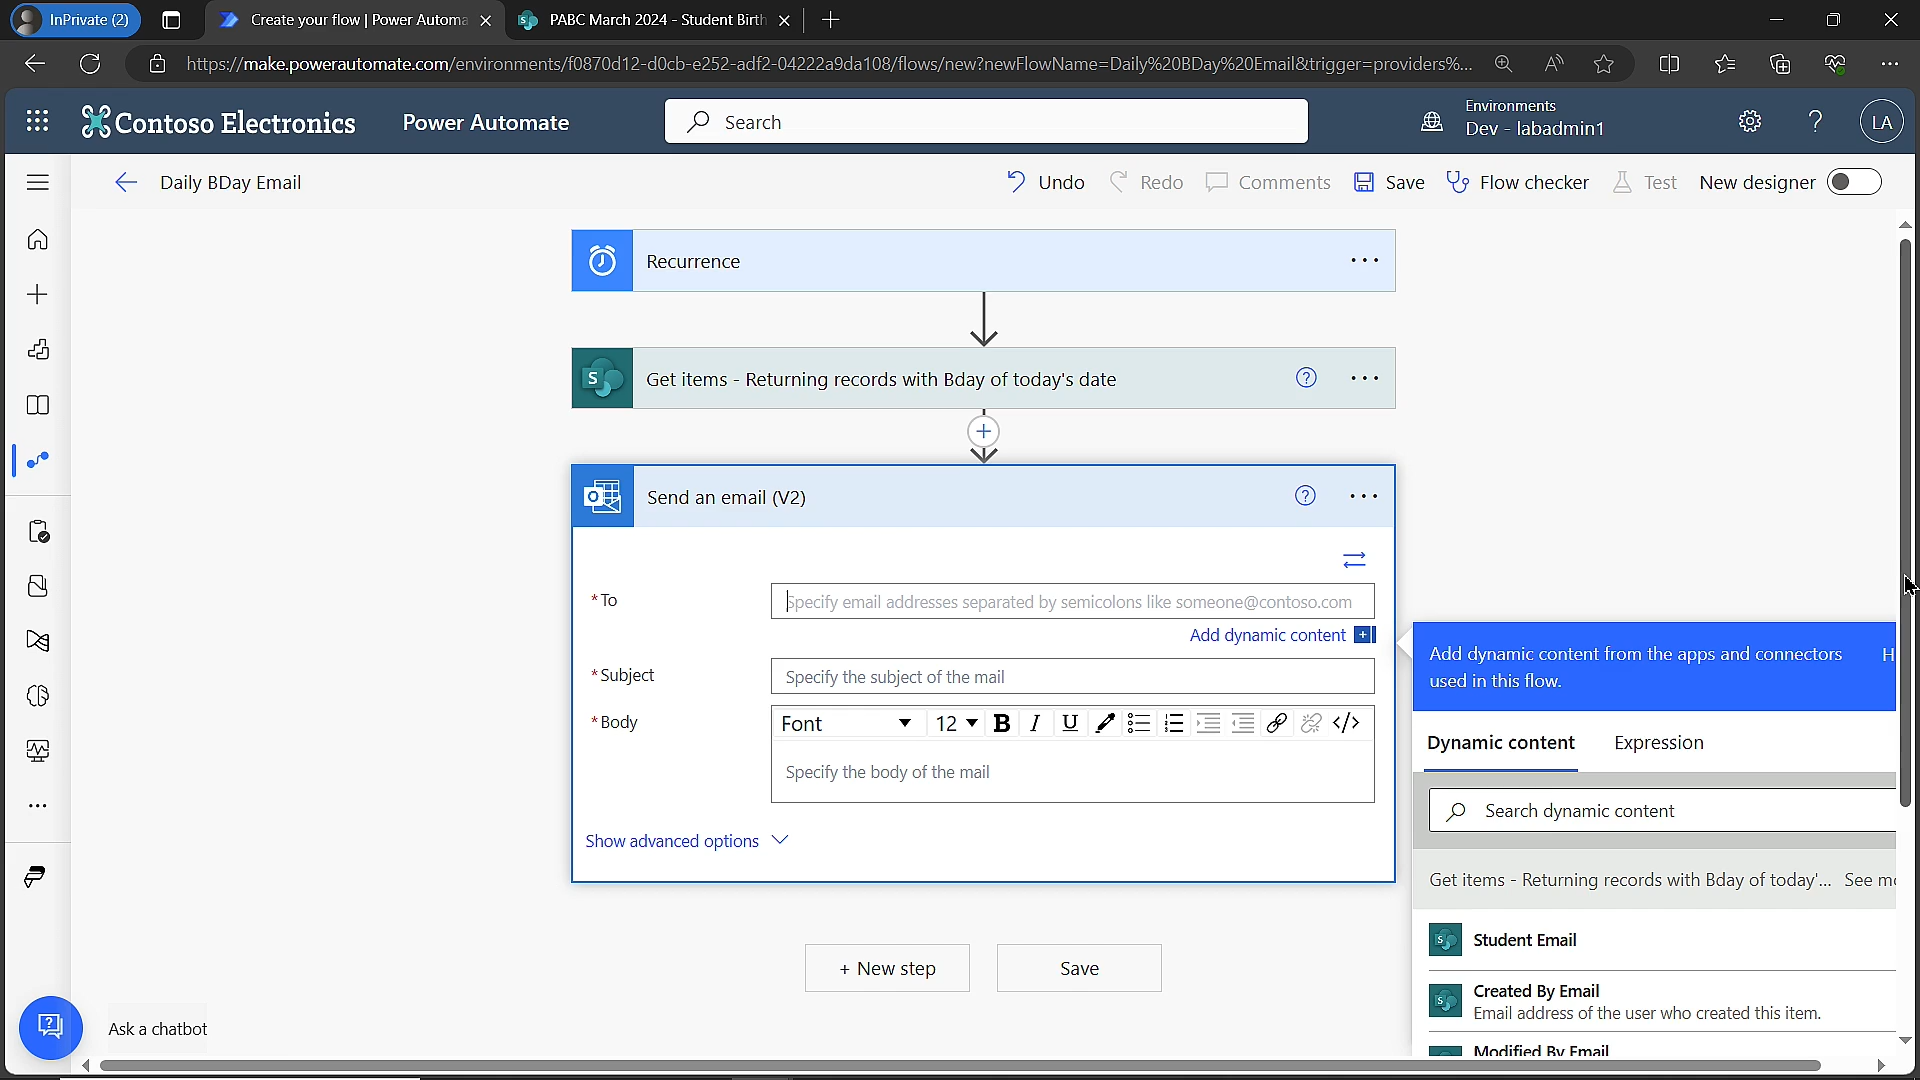 InPrivate (2)
Create your flow | Power Automa
PABC March 2024 - Student Birth
https://make.powerautomate.com/environments/f0870d12-d0cb-e252-adf2-04222a9da108/flows/new?newFlowName=Daily%20BDay%20Email&trigger=providers%...
Contoso Electronics
Power Automate
Search
Environments
Dev - labadmin1
?
LA
Daily BDay Email
Undo
Redo
Comments
Save
Flow checker
Test
New designer
Recurrence
Get items - Returning records with Bday of today's date
Send an email (V2)
*To
Specify email addresses separated by semicolons like someone@contoso.com
Add dynamic content
*Subject
Specify the subject of the mail
*Body
Font
12
B
I
U
</>
Specify the body of the mail
Show advanced options
+ New step
Save
Add dynamic content from the apps and connectors
used in this flow.
H
Dynamic content
Expression
Search dynamic content
Get items - Returning records with Bday of today'...
See mo
Student Email
Created By Email
Email address of the user who created this item.
Modified By Email
Ask a chatbot